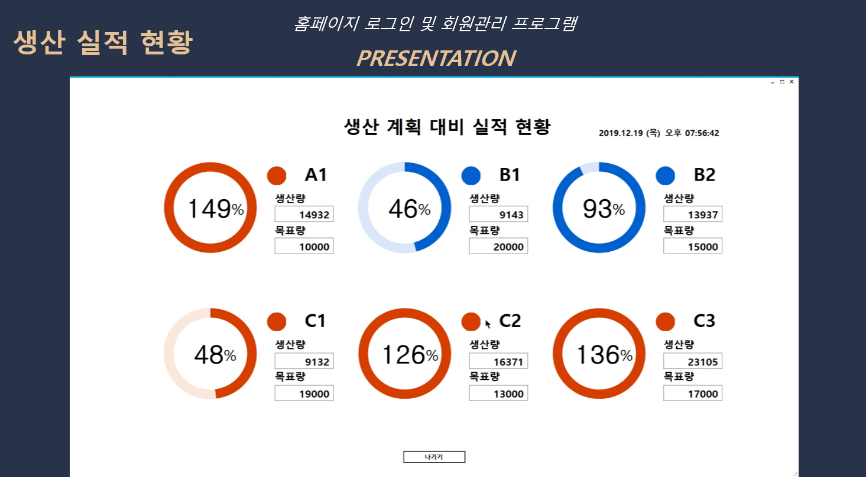 홈페이지 로그인 및 회원관리 프로그램
생산 실적 현황
PRESENTATION
생산 계획 대비 실적 현황
2019.12.19 (목) 오후 07:56:42
149%
A1
생산량
14932
목표량
10000
46%
B1
생산량
9143
목표량
20000
93%
B2
생산량
13937
목표량
15000
48%
C1
생산량
9132
목표량
19000
126%
C2
생산량
16371
목표량
13000
136%
C3
생산량
23105
목표량
17000
나가기